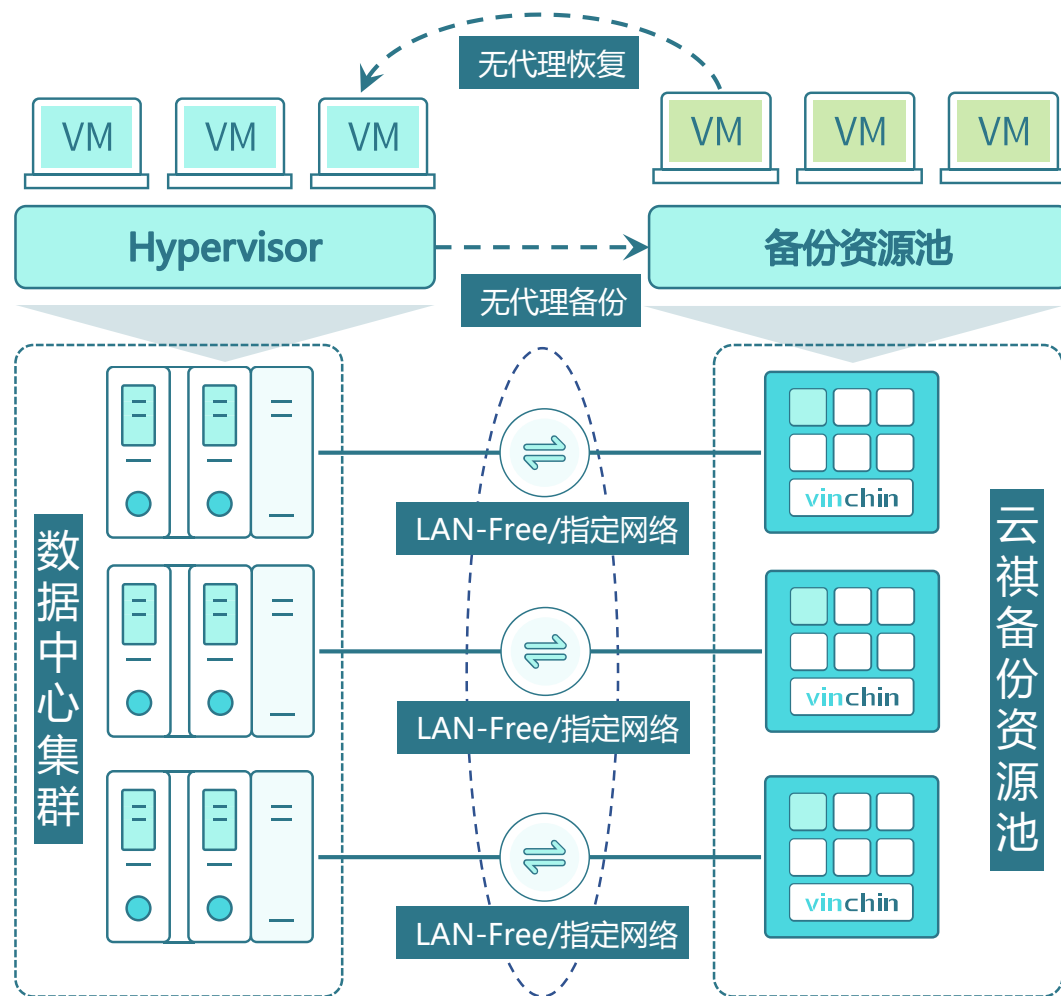 无代理恢复
VM
VM
VM
VM
VM
VM
Hypervisor
备份资源池
无代理备份
LAN-Free/指定网络
vinchin
数据中心集群
云祺备份资源池
LAN-Free/指定网络
vinchin
LAN-Free/指定网络
vinchin